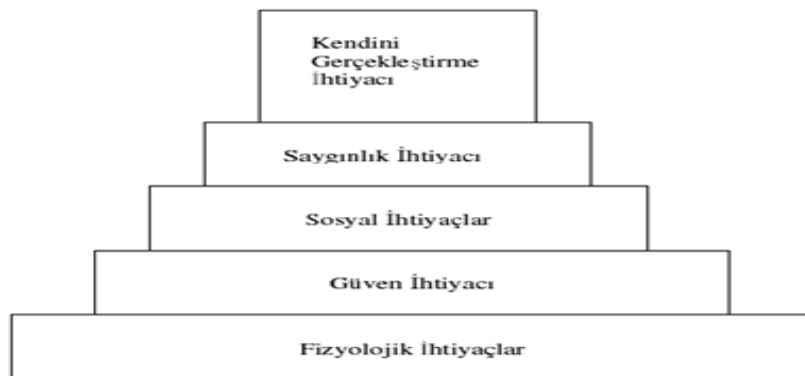 Kendini
Gerçekleştirme
İhtiyacı
Saygınlık İhtiyacı
Sosyal İhtiyaçlar
Güven İhtiyacı
Fizyolojik İhtiyaçlar